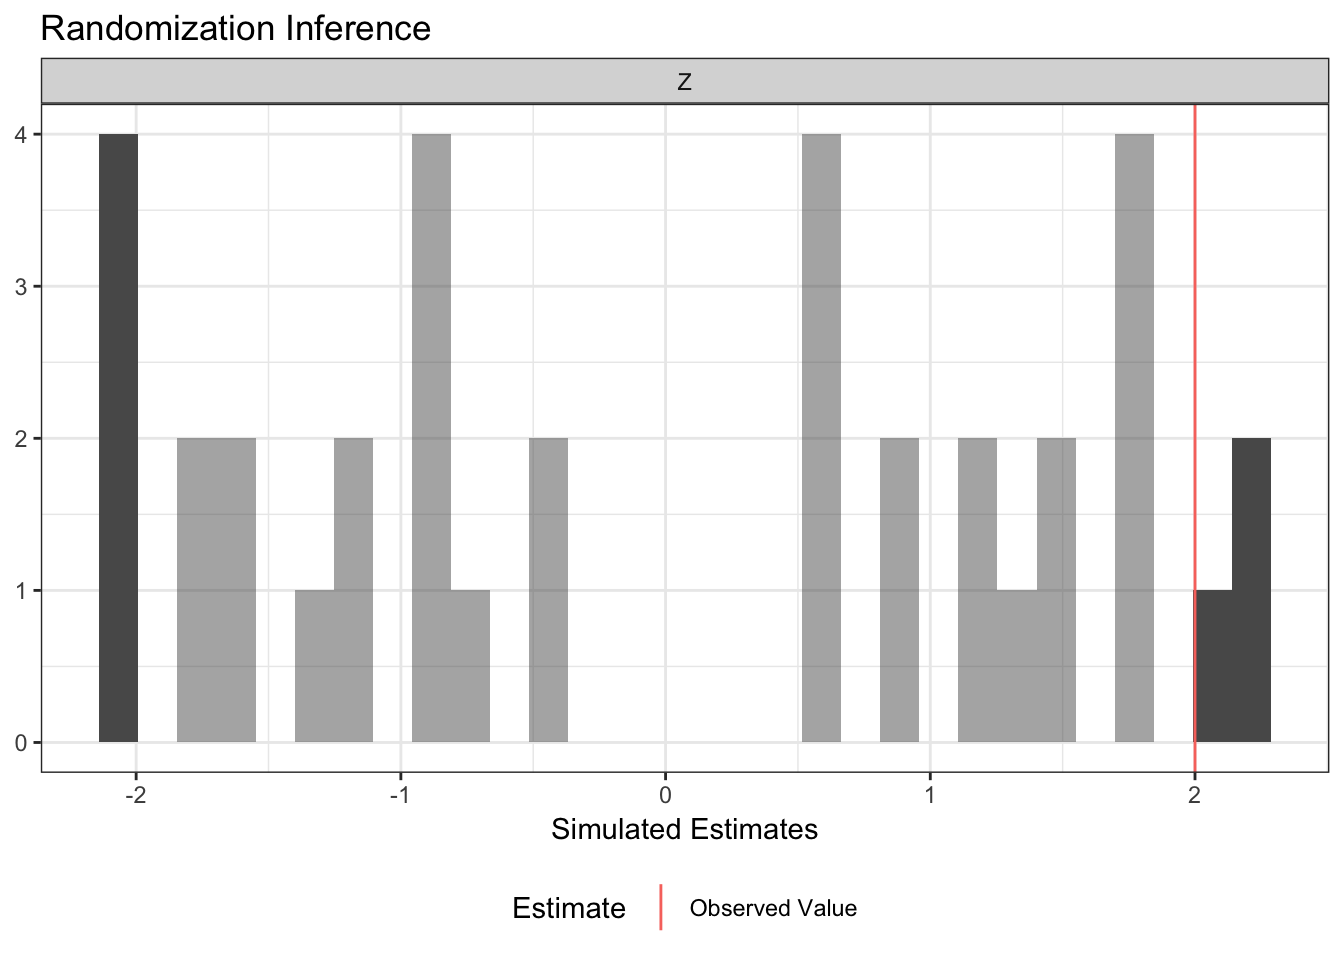 Randomization Inference
Z
4
3
2
1
0
-2 -1 0 1 2
Simulated Estimates
Estimate Observed Value